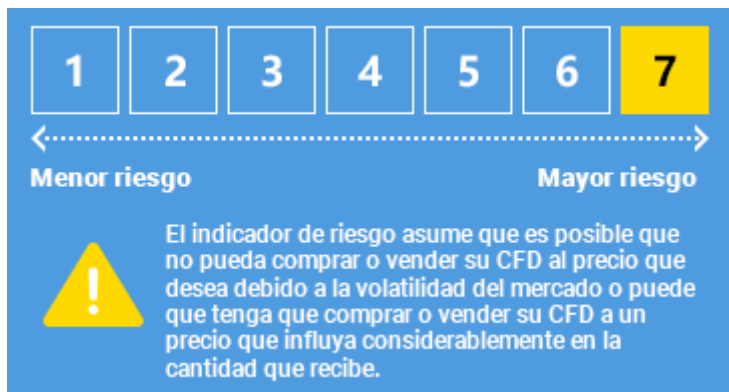 1 2 3 4 5 6 7
Menor riesgo Mayor riesgo
!
El indicador de riesgo asume que es posible que
no pueda comprar o vender su CFD al precio que
desea debido a la volatilidad del mercado o puede
que tenga que comprar o vender su CFD a un
precio que influya considerablemente en la
cantidad que recibe.